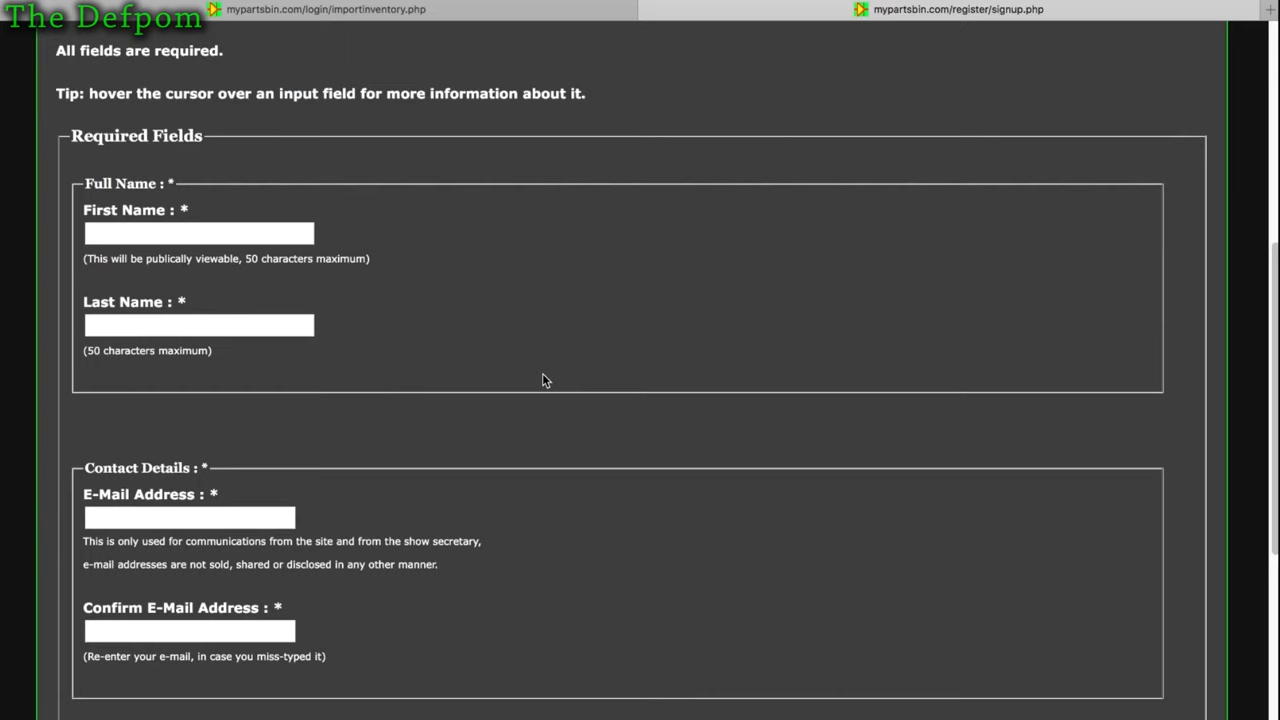 The Defpom
mypartsbin.com/login/importinventory.php
mypartsbin.com/register/signup.php
All fields are required.
Tip: hover the cursor over an input field for more information about it.
Required Fields
Full Name : *
First Name : *
(This will be publically viewable, 50 characters maximum)
Last Name : *
(50 characters maximum)
Contact Details : *
E-Mail Address : *
This is only used for communications from the site and from the show secretary,
e-mail addresses are not sold, shared or disclosed in any other manner.
Confirm E-Mail Address : *
(Re-enter your e-mail, in case you miss-typed it)